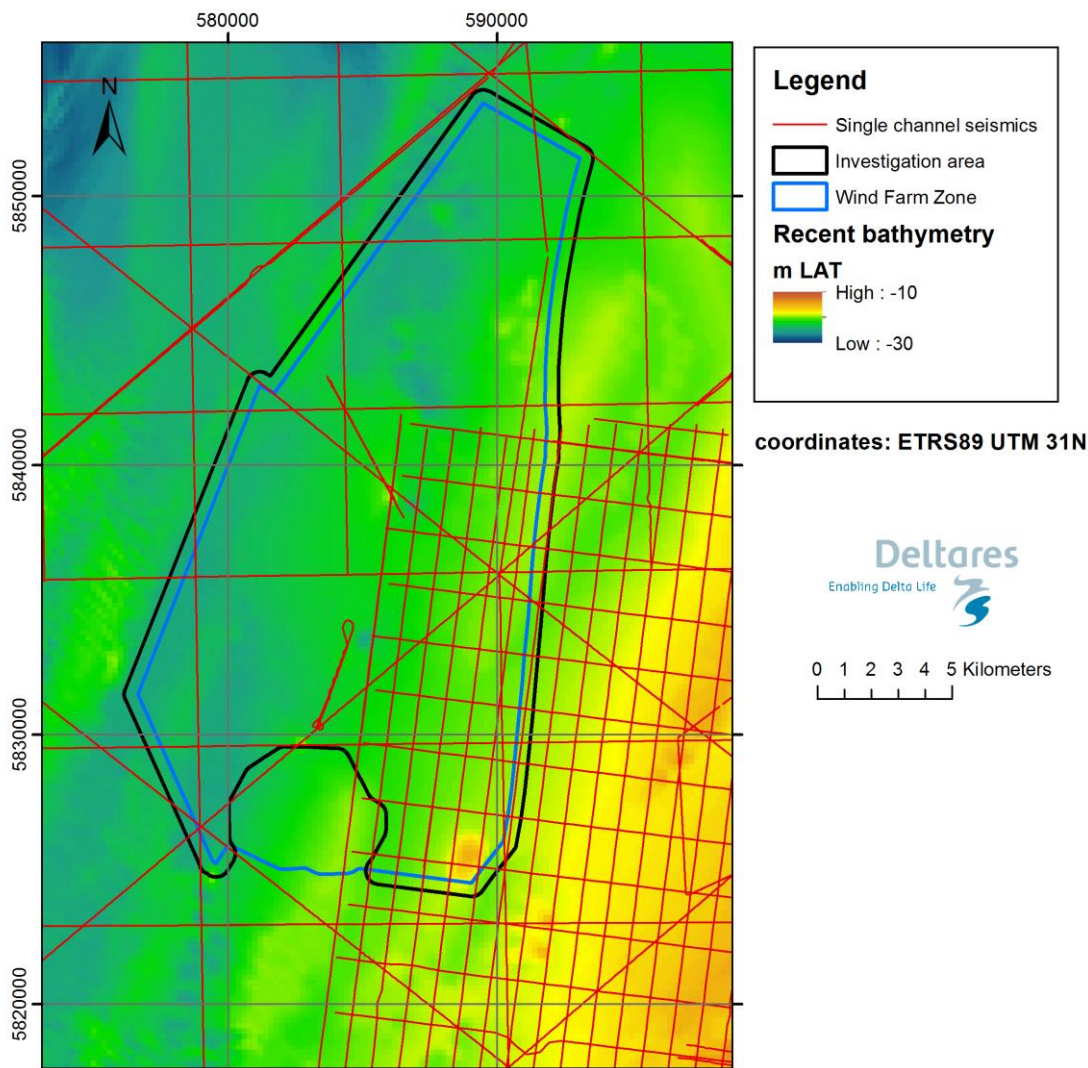 580000
590000
N
5850000
5840000
5830000
5820000
Legend
Single channel seismics
Investigation area
Wind Farm Zone
Recent bathymetry
m LAT
High : -10
Low : -30
coordinates: ETRS89 UTM 31N
Deltares
Enabling Delta Life
0 1 2 3 4 5 Kilometers